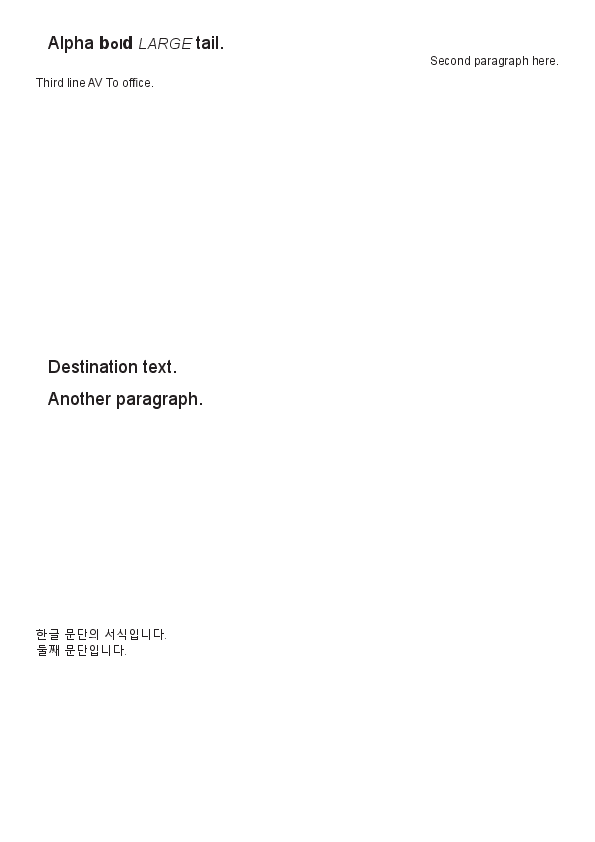 Alpha bold LARGE tail.
Second paragraph here.
Third line AV To office.
Destination text.
Another paragraph.
한글 문단의 서식입니다.
둘째 문단입니다.